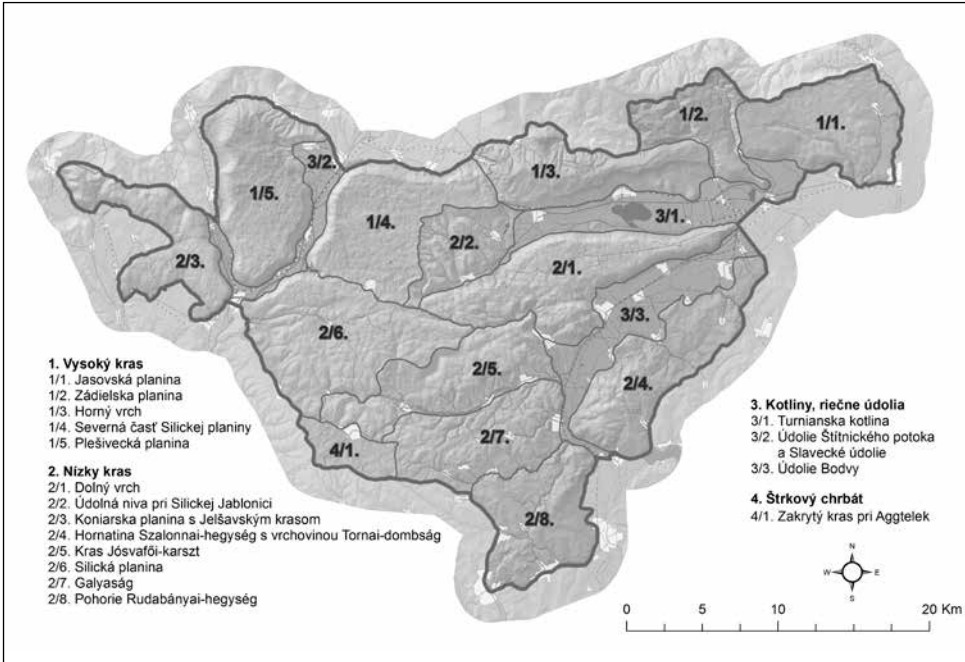 1/2.
1/1.
3/2.
1/3.
1/5.
1/4.
3/1.
2/2.
2/3.
2/1.
3/3.
2/6.
2/5.
2/4.
2/7.
4/1.
2/8.
1. Vysoký kras
1/1. Jasovská planina
1/2. Zádielska planina
1/3. Horný vrch
1/4. Severná časť Silickej planiny
1/5. Plešivecká planina
2. Nízky kras
2/1. Dolný vrch
2/2. Údolná niva pri Silickej Jablonici
2/3. Koniarska planina s Jelšavským krasom
2/4. Hornatina Szalonnai-hegység s vrchovinou Tornai-dombság
2/5. Kras Jósvafői-karszt
2/6. Silická planina
2/7. Galyaság
2/8. Pohorie Rudabányai-hegység
3. Kotliny, riečne údolia
3/1. Turnianska kotlina
3/2. Údolie Štítnického potoka
a Slavecké údolie
3/3. Údolie Bodvy
4. Štrkový chrbát
4/1. Zakrytý kras pri Aggtelek
N
W E
S
0 5 10 20 Km